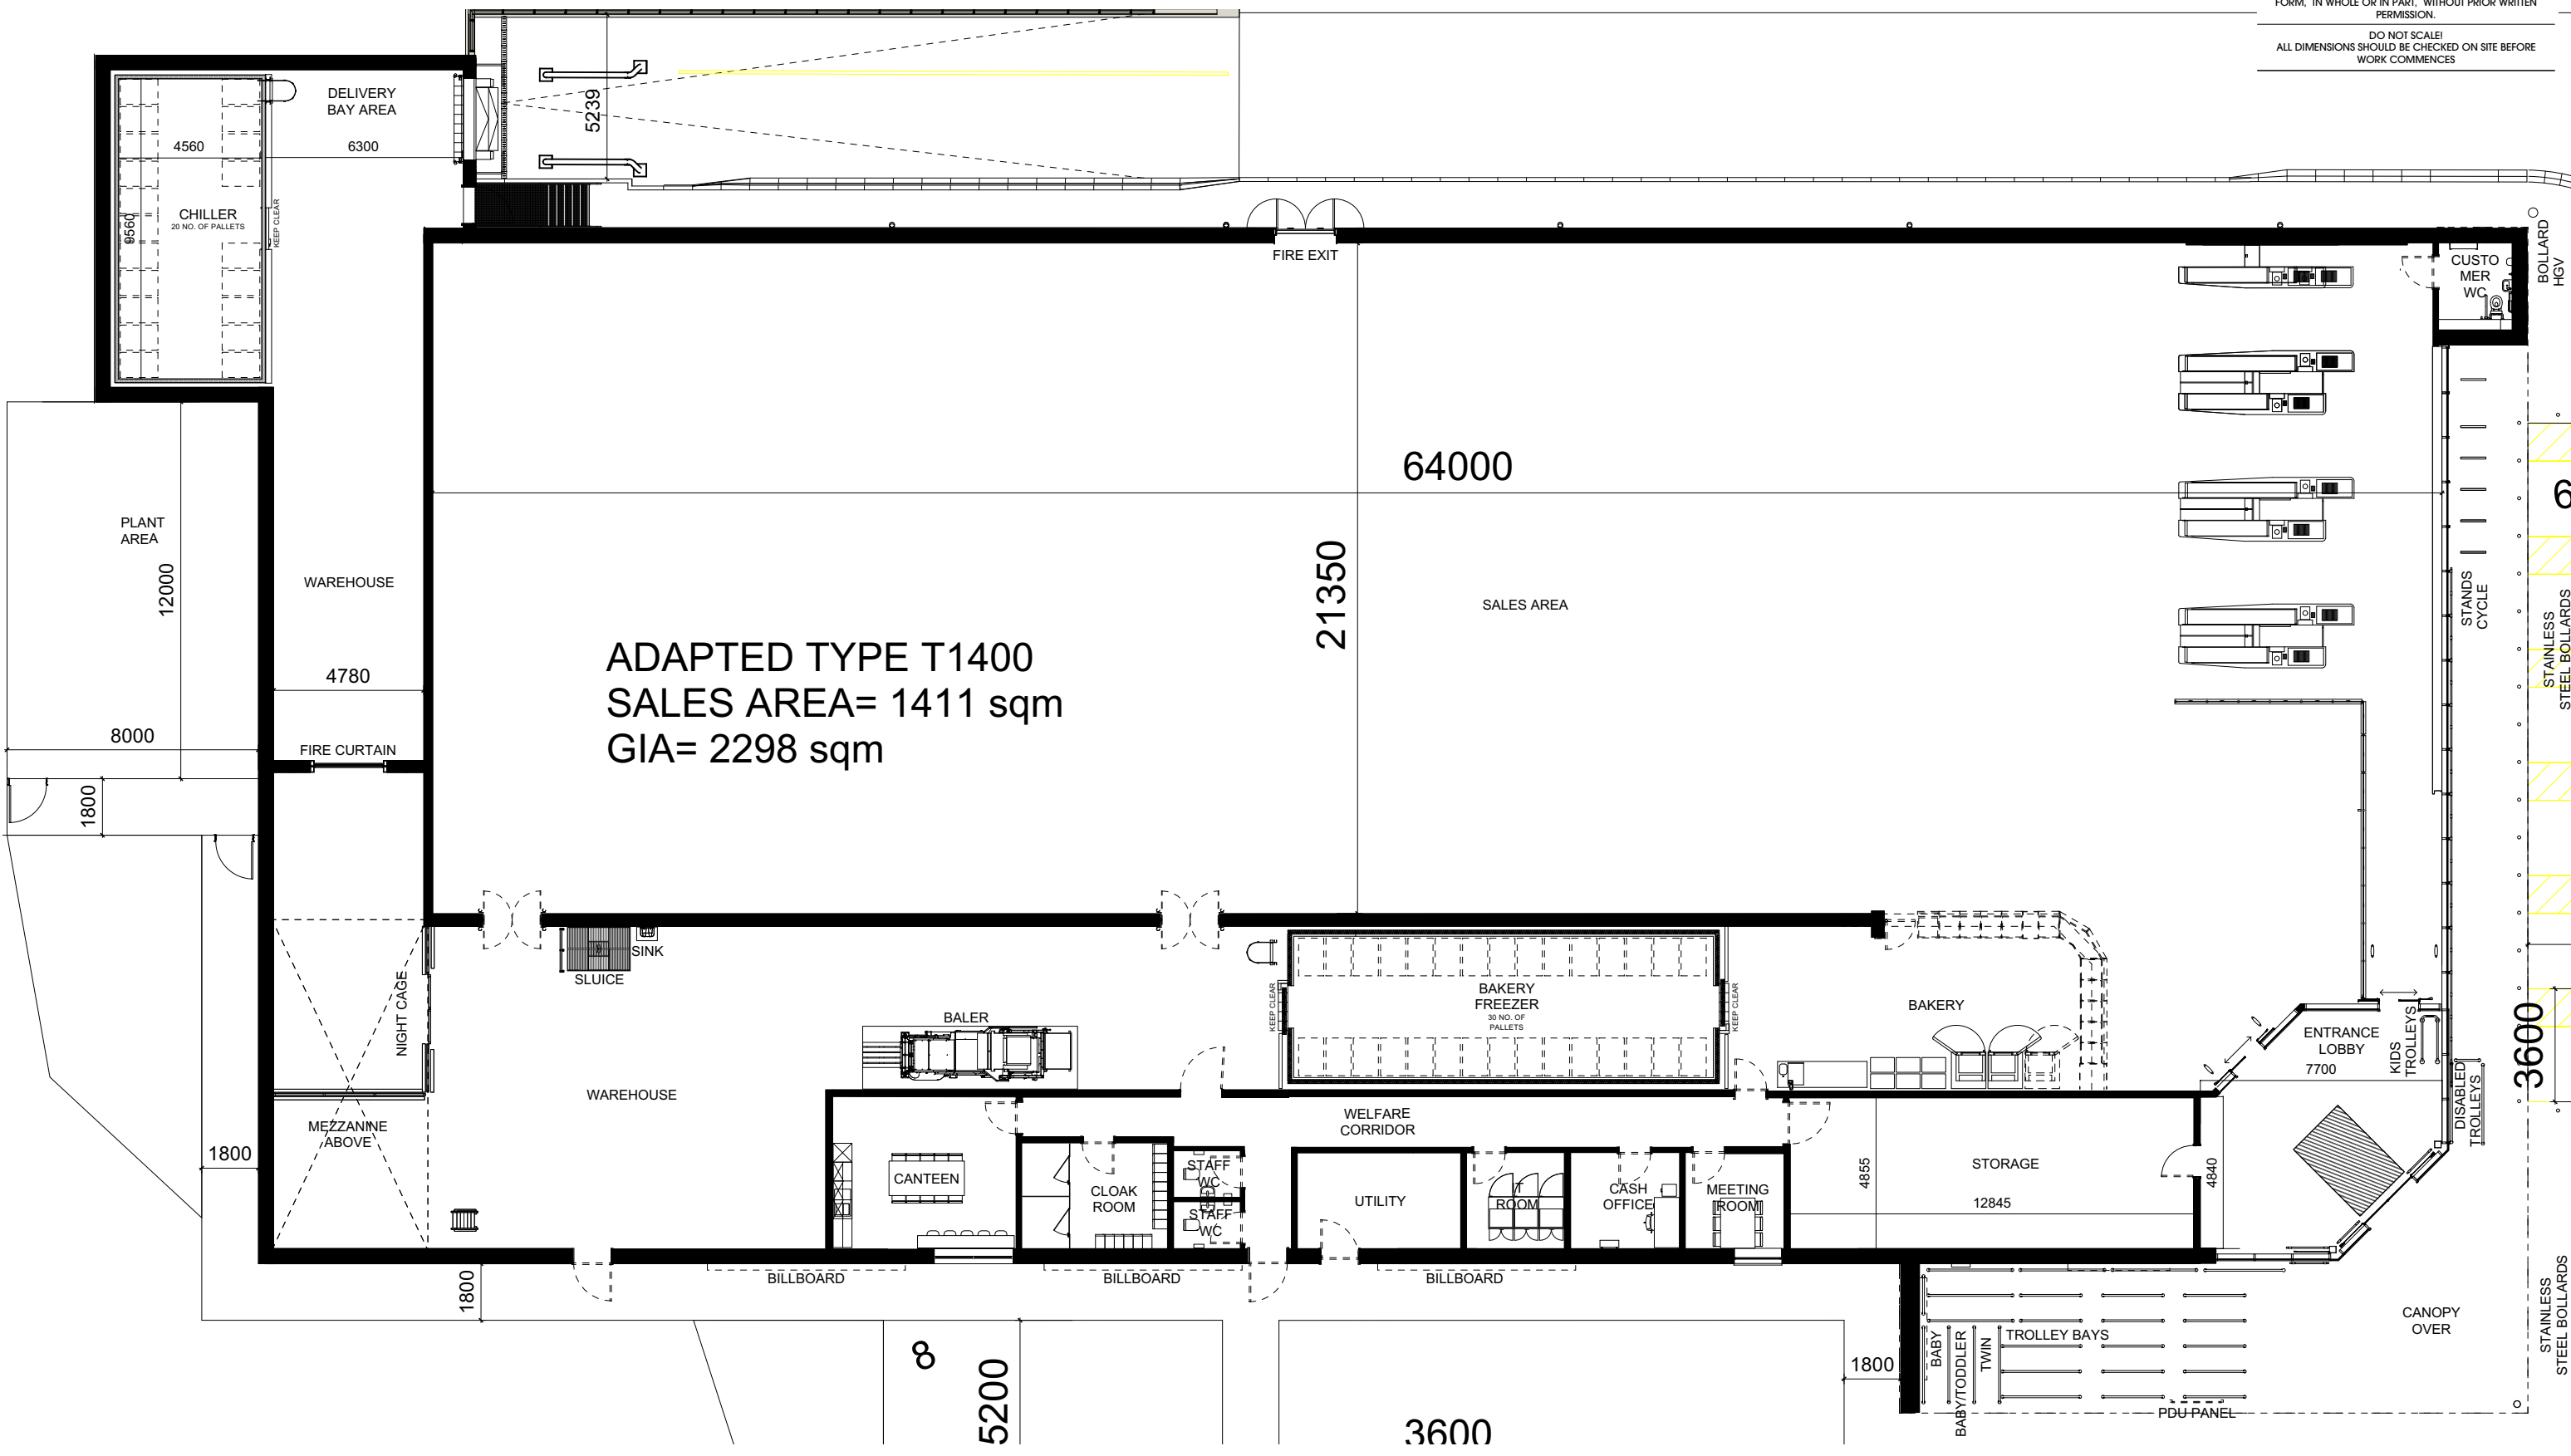 FORM, IN WHOLE OR IN PART, WITHOUT PRIOR WRITTEN
PERMISSION.
DO NOT SCALE!
ALL DIMENSIONS SHOULD BE CHECKED ON SITE BEFORE
WORK COMMENCES
DELIVERY
BAY AREA
4560
6300
5239
CHILLER
20 NO. OF PALLETS
9560
KEEP CLEAR
FIRE EXIT
CUSTO
MER
WC
BOLLARD
HGV
64000
6
21350
PLANT
AREA
12000
WAREHOUSE
SALES AREA
STANDS
CYCLE
STAINLESS
STEEL BOLLARDS
ADAPTED TYPE T1400
SALES AREA= 1411 sqm
GIA= 2298 sqm
4780
8000
FIRE CURTAIN
1800
SINK
SLUICE
NIGHT CAGE
BALER
KEEP CLEAR
BAKERY
FREEZER
30 NO. OF
PALLETS
KEEP CLEAR
BAKERY
ENTRANCE
LOBBY
7700
KIDS
TROLLEYS
DISABLED
TROLLEYS
3600
WAREHOUSE
MEZZANINE
ABOVE
1800
CANTEEN
CLOAK
ROOM
STAFF
WC
STAFF
WC
WELFARE
CORRIDOR
UTILITY
IT
ROOM
CASH
OFFICE
MEETING
ROOM
4855
STORAGE
12845
4840
1800
BILLBOARD
BILLBOARD
BILLBOARD
8
5200
3600
1800
BABY
BABY/TODDLER
TWIN
TROLLEY BAYS
PDU PANEL
CANOPY
OVER
STAINLESS
STEEL BOLLARDS